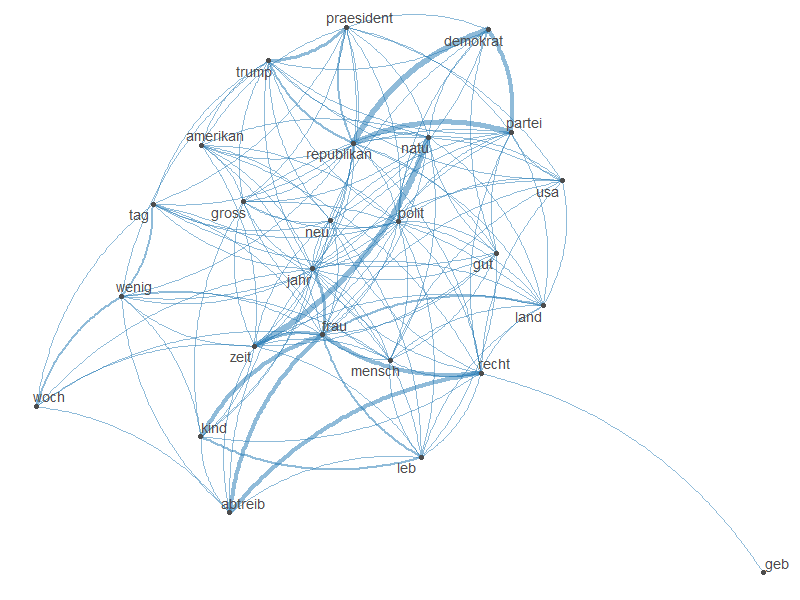 praesident
demokrat
trump
partei
amerikan
republikan
natu
usa
tag
gross
polit
neu
gut
jahr
wenig
land
frau
zeit
mensch
recht
woch
kind
leb
abtreib
geb